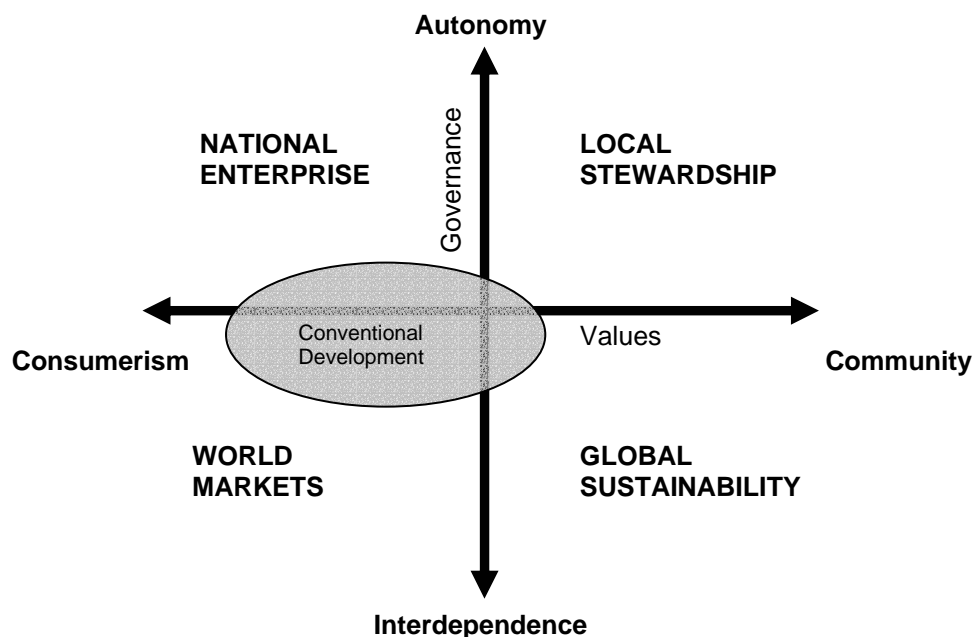 Autonomy
NATIONAL
ENTERPRISE
Governance
LOCAL
STEWARDSHIP
Conventional
Development
Values
Consumerism
Community
WORLD
MARKETS
GLOBAL
SUSTAINABILITY
Interdependence